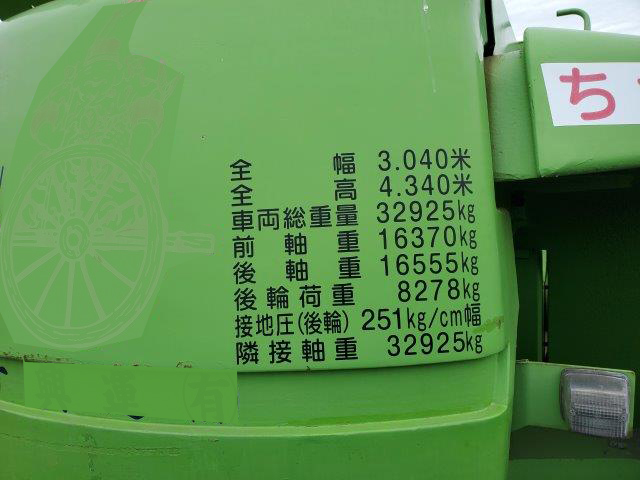 ち
全幅 3.040米
全高 4.340米
車両総重量 32925kg
前軸重 16370kg
後軸重 16555kg
後輪荷重 8278kg
接地圧(後輪) 251kg/cm幅
隣接軸重 32925kg
(有